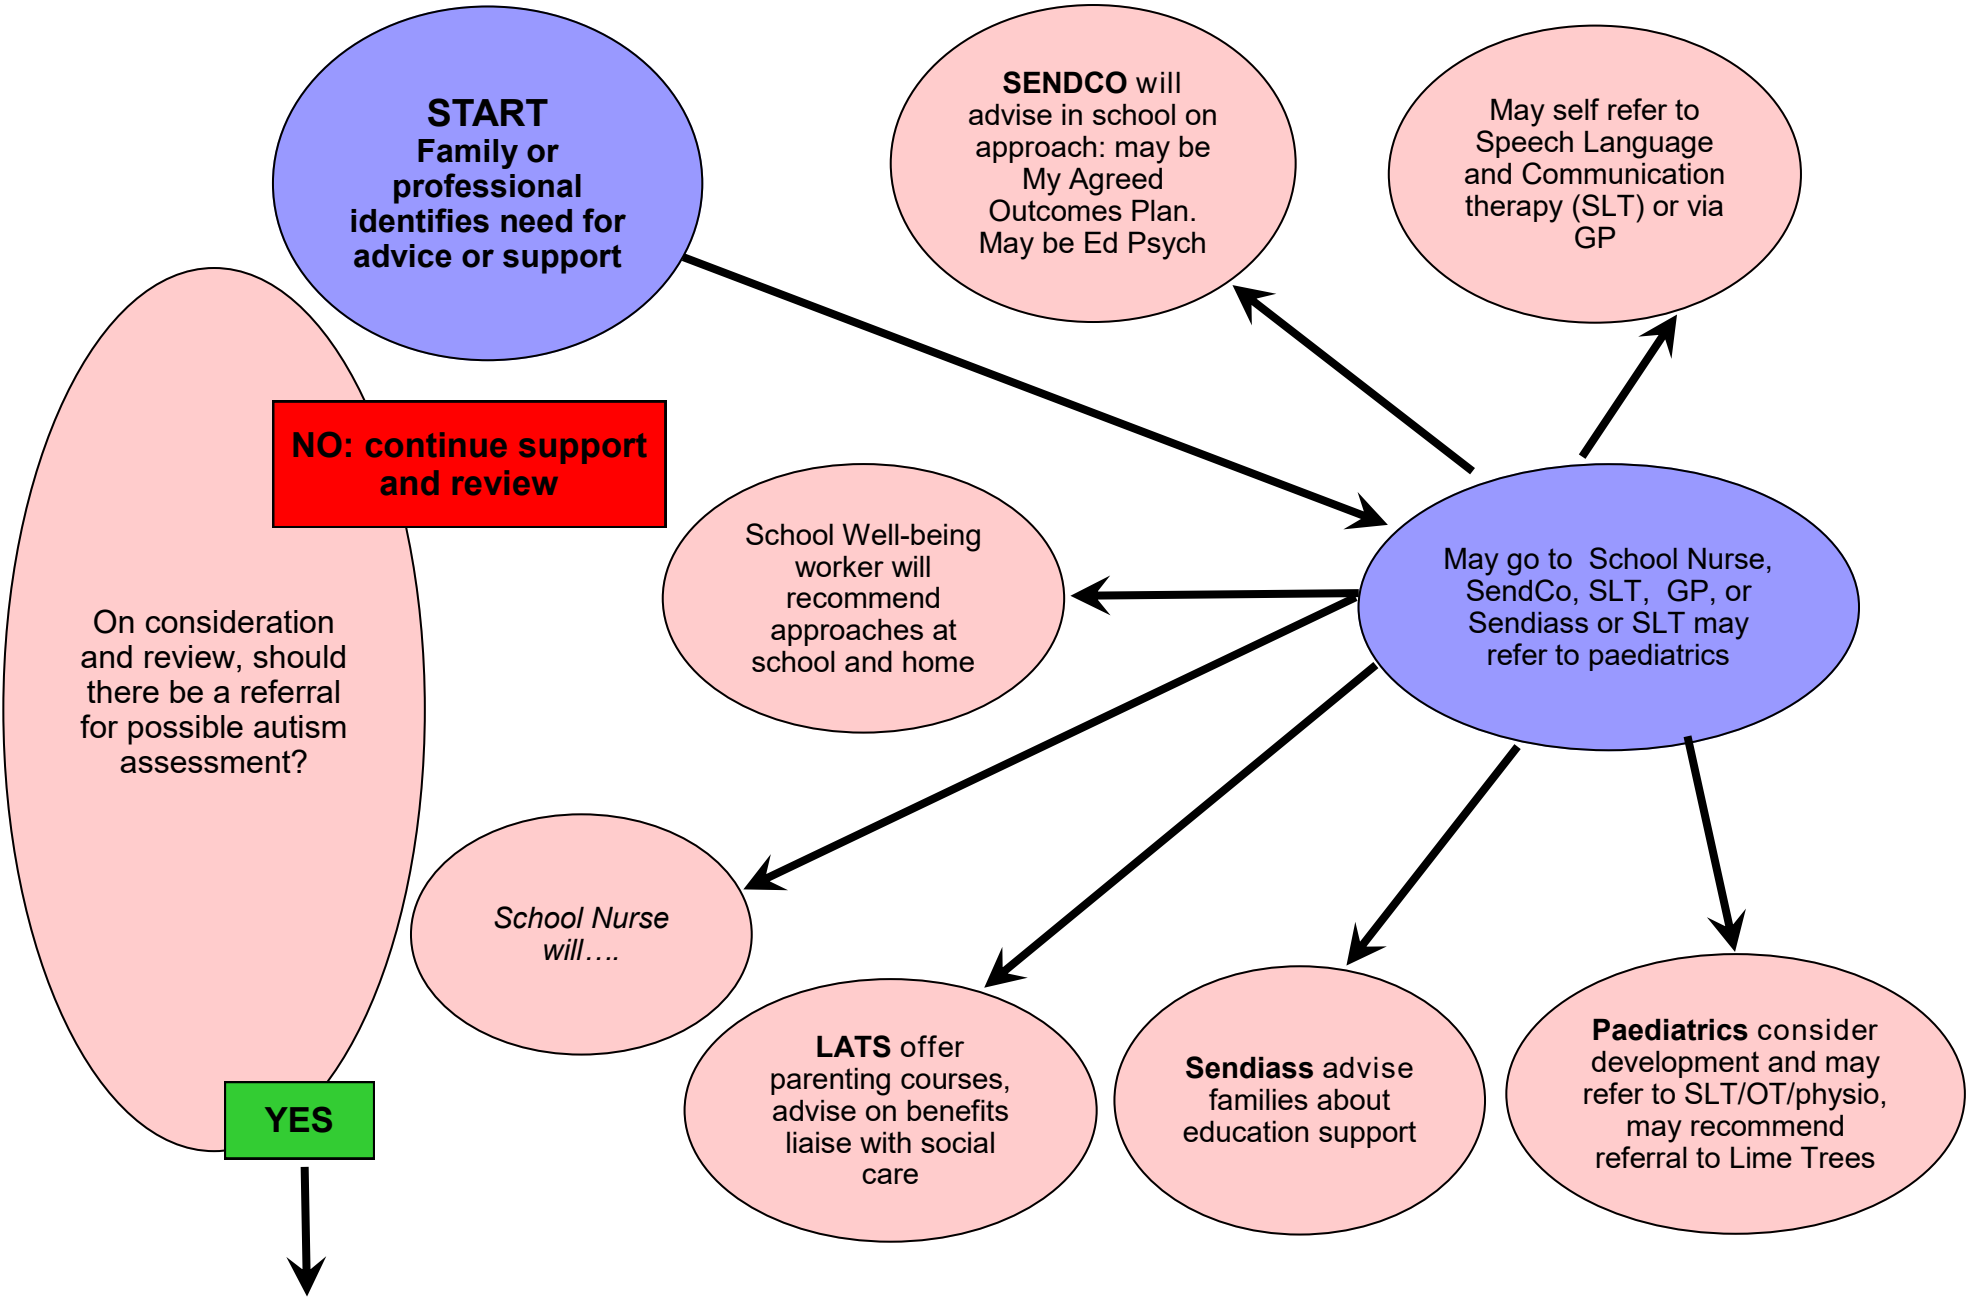 START
Family or
professional
identifies need for
advice or support
SENDCO will
advise in school on
approach: may be
My Agreed
Outcomes Plan.
May be Ed Psych
May self refer to
Speech Language
and Communication
therapy (SLT) or via
GP
NO: continue support
and review
School Well-being
worker will
recommend
approaches at
school and home
May go to  School Nurse,
SendCo, SLT,  GP, or
Sendiass or SLT may
refer to paediatrics
On consideration
and review, should
there be a referral
for possible autism
assessment?
School Nurse
will….
LATS offer
parenting courses,
advise on benefits
liaise with social
care
Sendiass advise
families about
education support
Paediatrics consider
development and may
refer to SLT/OT/physio,
may recommend
referral to Lime Trees
YES